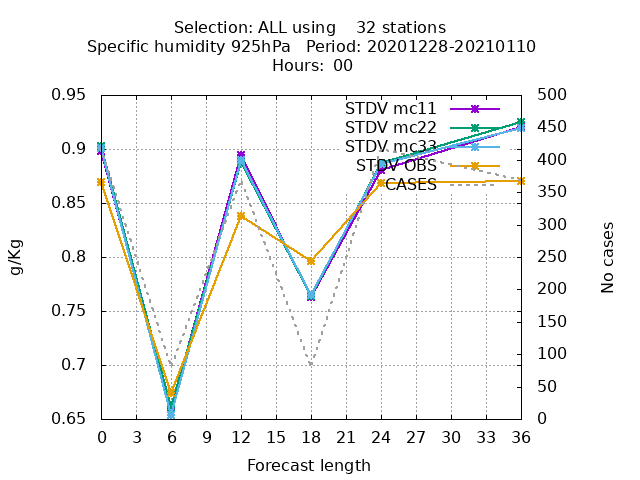 Selection: ALL using    32 stations
Specific humidity 925hPa   Period: 20201228-20210110
Hours:  00
STDV mc11
STDV mc22
STDV mc33
STDV OBS
CASES
0.95
0.9
0.85
0.8
0.75
0.7
0.65
g/Kg
500
450
400
350
300
250
200
150
100
50
0
No cases
0 3 6 9 12 15 18 21 24 27 30 33 36
Forecast length